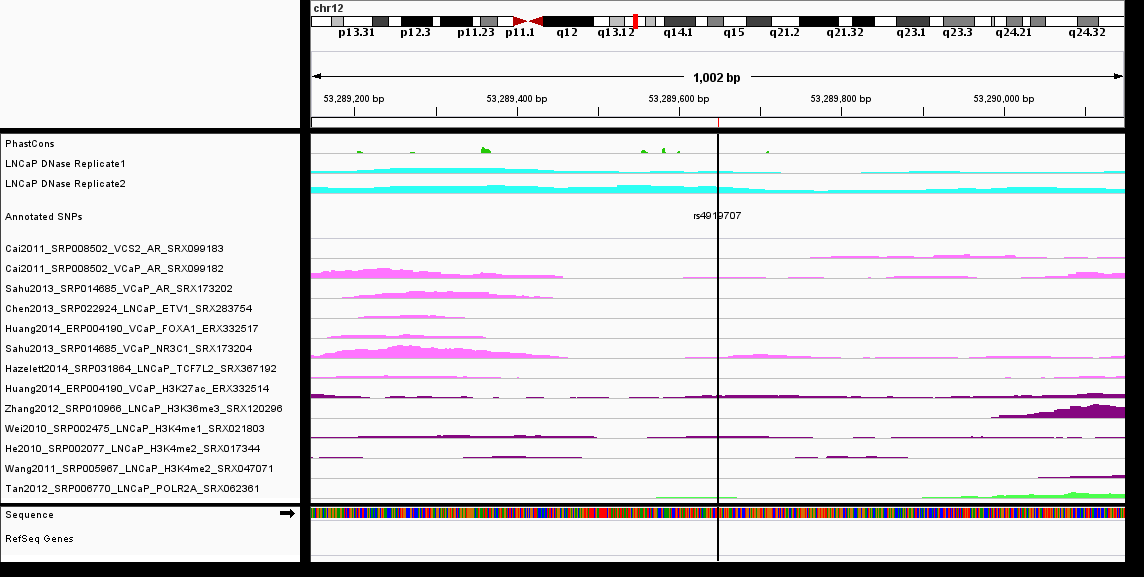 chr12
p13.31 p12.3 p11.23 p11.1 q12 q13.12 q14.1 q15 q21.2 q21.32 q23.1 q23.3 q24.21 q24.32
1,002 bp
53,289,200 bp 53,289,400 bp 53,289,600 bp 53,289,800 bp 53,290,000 bp
PhastCons
LNCaP DNase Replicate1
LNCaP DNase Replicate2
Annotated SNPs rs4919707
Cai2011_SRP008502_VCS2_AR_SRX099183
Cai2011_SRP008502_VCaP_AR_SRX099182
Sahu2013_SRP014685_VCaP_AR_SRX173202
Chen2013_SRP022924_LNCaP_ETV1_SRX283754
Huang2014_ERP004190_VCaP_FOXA1_ERX332517
Sahu2013_SRP014685_VCaP_NR3C1_SRX173204
Hazelett2014_SRP031864_LNCaP_TCF7L2_SRX367192
Huang2014_ERP004190_VCaP_H3K27ac_ERX332514
Zhang2012_SRP010966_LNCaP_H3K36me3_SRX120296
Wei2010_SRP002475_LNCaP_H3K4me1_SRX021803
He2010_SRP002077_LNCaP_H3K4me2_SRX017344
Wang2011_SRP005967_LNCaP_H3K4me2_SRX047071
Tan2012_SRP006770_LNCaP_POLR2A_SRX062361
Sequence
RefSeq Genes